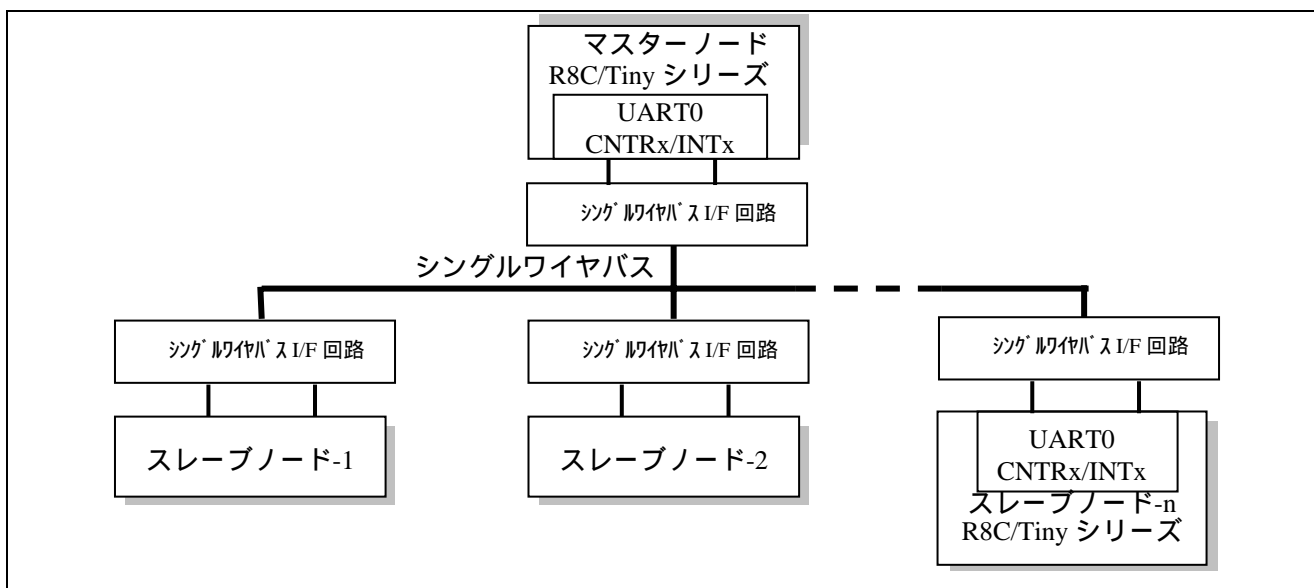 マスターノード
R8C/Tiny シリーズ
UART0
CNTRx/INTx
ｼﾝｸﾞﾙﾜｲﾔﾊﾞｽ I/F 回路
シングルワイヤバス
ｼﾝｸﾞﾙﾜｲﾔﾊﾞｽ I/F 回路
ｼﾝｸﾞﾙﾜｲﾔﾊﾞｽ I/F 回路
ｼﾝｸﾞﾙﾜｲﾔﾊﾞｽ I/F 回路
スレーブノード-1
スレーブノード-2
UART0
CNTRx/INTx
スレーブノード-n
R8C/Tiny シリーズ